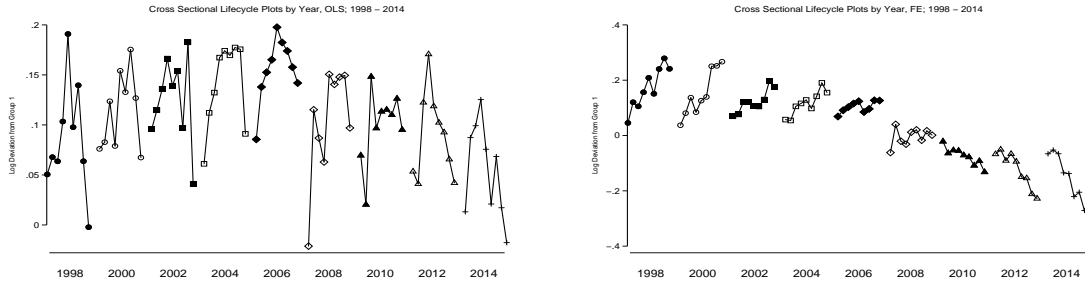 Cross Sectional Lifecycle Plots by Year, OLS; 1998 − 2014
Log Deviation from Group 1
.2
.15
.1
.05
0
1998 2000 2002 2004 2006 2008 2010 2012 2014
Cross Sectional Lifecycle Plots by Year, FE; 1998 − 2014
Log Deviation from Group 1
.4
.2
0
−.2
−.4
1998 2000 2002 2004 2006 2008 2010 2012 2014